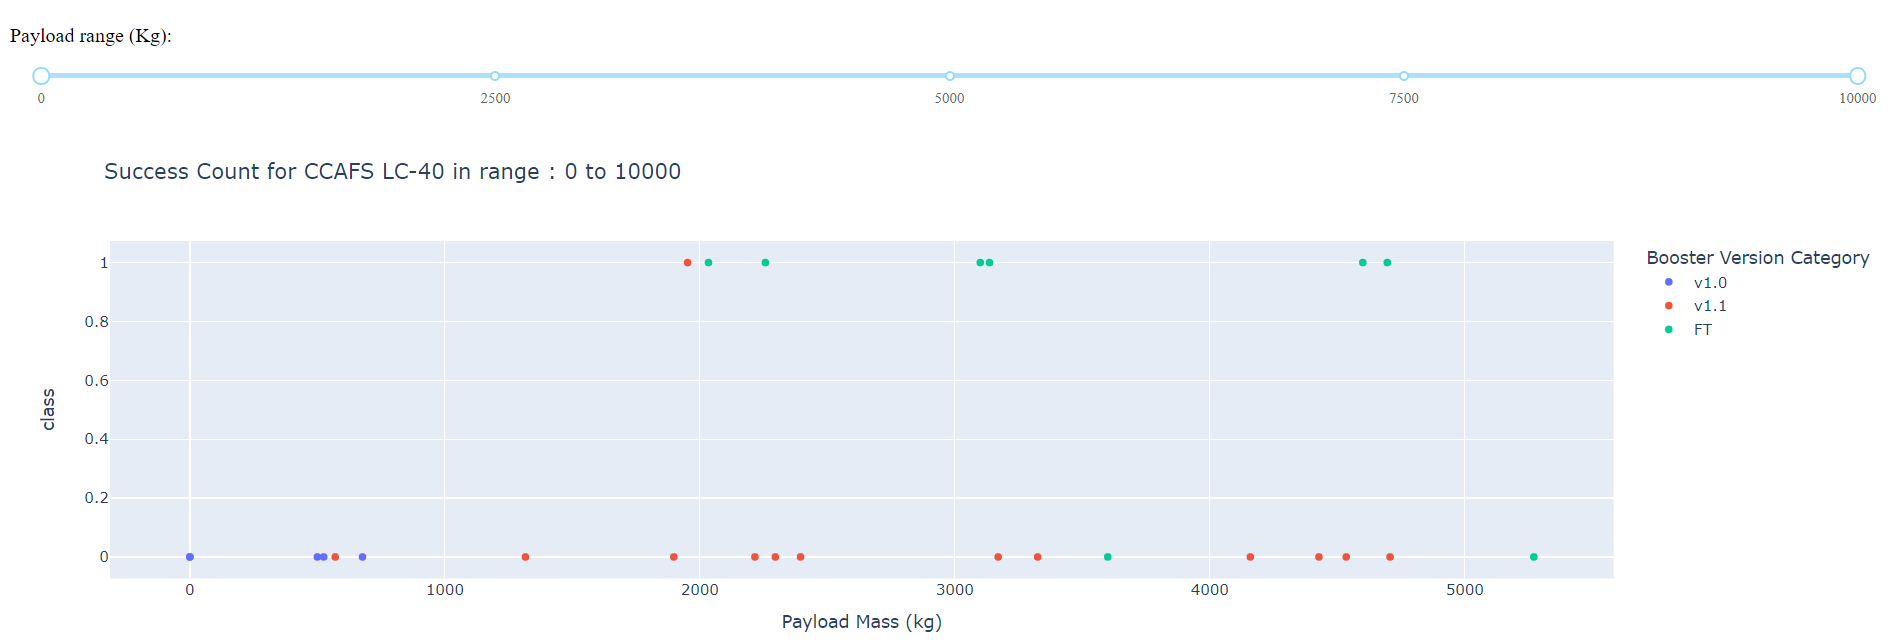 Payload range (Kg):
0 2500 5000 7500 10000
Success Count for CCAFS LC-40 in range : 0 to 10000
Booster Version Category
v1.0
v1.1
FT
class
1
0.8
0.6
0.4
0.2
0
0 1000 2000 3000 4000 5000
Payload Mass (kg)